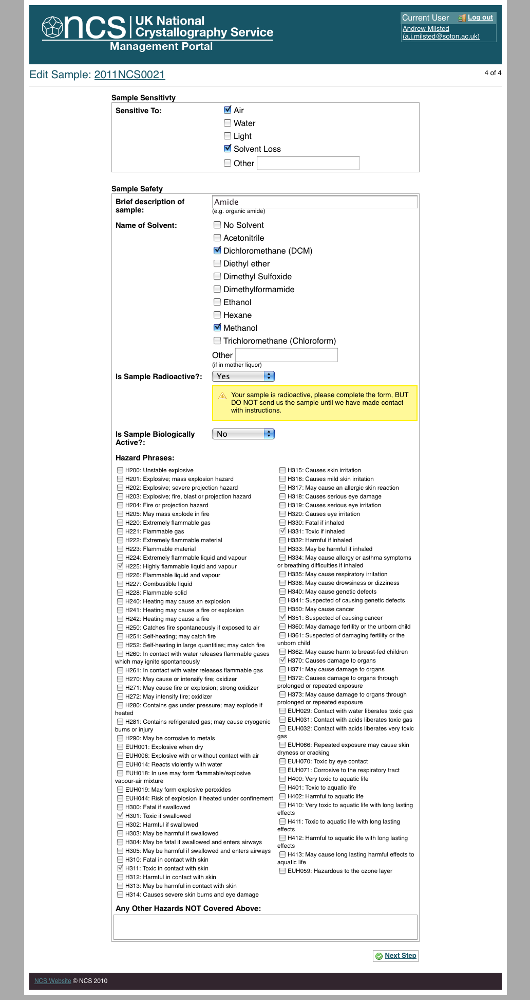 ncs UK National
Crystallography Service
Management Portal
Current User Log out
Andrew Milsted
(a.j.milsted@soton.ac.uk)
Edit Sample: 2011NCS0021
4 of 4
Sample Sensitivty
Sensitive To:
Air
Water
Light
Solvent Loss
Other
Sample Safety
Brief description of
sample:
Amide
(e.g. organic amide)
Name of Solvent:
No Solvent
Acetonitrile
Dichloromethane (DCM)
Diethyl ether
Dimethyl Sulfoxide
Dimethylformamide
Ethanol
Hexane
Methanol
Trichloromethane (Chloroform)
Other
(if in mother liquor)
Is Sample Radioactive?:
Yes
Your sample is radioactive, please complete the form, BUT
DO NOT send us the sample until we have made contact
with instructions.
Is Sample Biologically
Active?:
No
Hazard Phrases:
H200: Unstable explosive
H201: Explosive; mass explosion hazard
H202: Explosive; severe projection hazard
H203: Explosive; fire, blast or projection hazard
H204: Fire or projection hazard
H205: May mass explode in fire
H220: Extremely flammable gas
H221: Flammable gas
H222: Extremely flammable material
H223: Flammable material
H224: Extremely flammable liquid and vapour
H225: Highly flammable liquid and vapour
H226: Flammable liquid and vapour
H227: Combustible liquid
H228: Flammable solid
H240: Heating may cause an explosion
H241: Heating may cause a fire or explosion
H242: Heating may cause a fire
H250: Catches fire spontaneously if exposed to air
H251: Self-heating; may catch fire
H252: Self-heating in large quantities; may catch fire
H260: In contact with water releases flammable gases
which may ignite spontaneously
H261: In contact with water releases flammable gas
H270: May cause or intensify fire; oxidizer
H271: May cause fire or explosion; strong oxidizer
H272: May intensify fire; oxidizer
H280: Contains gas under pressure; may explode if
heated
H281: Contains refrigerated gas; may cause cryogenic
burns or injury
H290: May be corrosive to metals
EUH001: Explosive when dry
EUH006: Explosive with or without contact with air
EUH014: Reacts violently with water
EUH018: In use may form flammable/explosive
vapour-air mixture
EUH019: May form explosive peroxides
EUH044: Risk of explosion if heated under confinement
H300: Fatal if swallowed
H301: Toxic if swallowed
H302: Harmful if swallowed
H303: May be harmful if swallowed
H304: May be fatal if swallowed and enters airways
H305: May be harmful if swallowed and enters airways
H310: Fatal in contact with skin
H311: Toxic in contact with skin
H312: Harmful in contact with skin
H313: May be harmful in contact with skin
H314: Causes severe skin burns and eye damage
H315: Causes skin irritation
H316: Causes mild skin irritation
H317: May cause an allergic skin reaction
H318: Causes serious eye damage
H319: Causes serious eye irritation
H320: Causes eye irritation
H330: Fatal if inhaled
H331: Toxic if inhaled
H332: Harmful if inhaled
H333: May be harmful if inhaled
H334: May cause allergy or asthma symptoms
or breathing difficulties if inhaled
H335: May cause respiratory irritation
H336: May cause drowsiness or dizziness
H340: May cause genetic defects
H341: Suspected of causing genetic defects
H350: May cause cancer
H351: Suspected of causing cancer
H360: May damage fertility or the unborn child
H361: Suspected of damaging fertility or the
unborn child
H362: May cause harm to breast-fed children
H370: Causes damage to organs
H371: May cause damage to organs
H372: Causes damage to organs through
prolonged or repeated exposure
H373: May cause damage to organs through
prolonged or repeated exposure
EUH029: Contact with water liberates toxic gas
EUH031: Contact with acids liberates toxic gas
EUH032: Contact with acids liberates very toxic
gas
EUH066: Repeated exposure may cause skin
dryness or cracking
EUH070: Toxic by eye contact
EUH071: Corrosive to the respiratory tract
H400: Very toxic to aquatic life
H401: Toxic to aquatic life
H402: Harmful to aquatic life
H410: Very toxic to aquatic life with long lasting
effects
H411: Toxic to aquatic life with long lasting
effects
H412: Harmful to aquatic life with long lasting
effects
H413: May cause long lasting harmful effects to
aquatic life
EUH059: Hazardous to the ozone layer
Any Other Hazards NOT Covered Above:
Next Step
NCS Website © NCS 2010